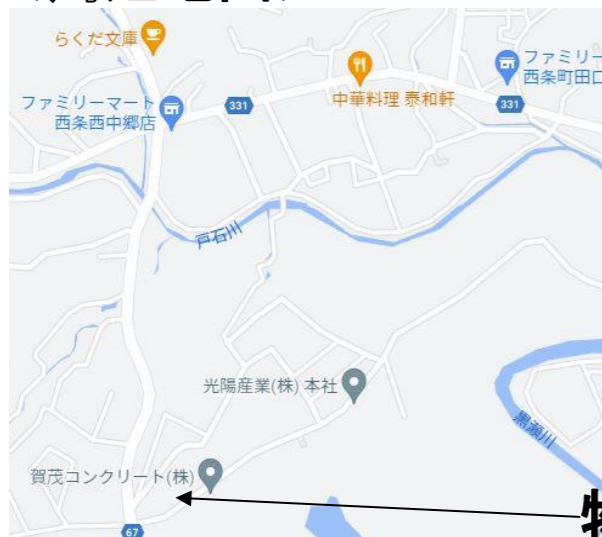 らくだ文庫
ファミリー
西条町田口
ファミリーマート
西条西中郷店
331
中華料理 泰和軒
331
戸石川
光陽産業(株) 本社
黒瀬川
賀茂コンクリート(株)
67